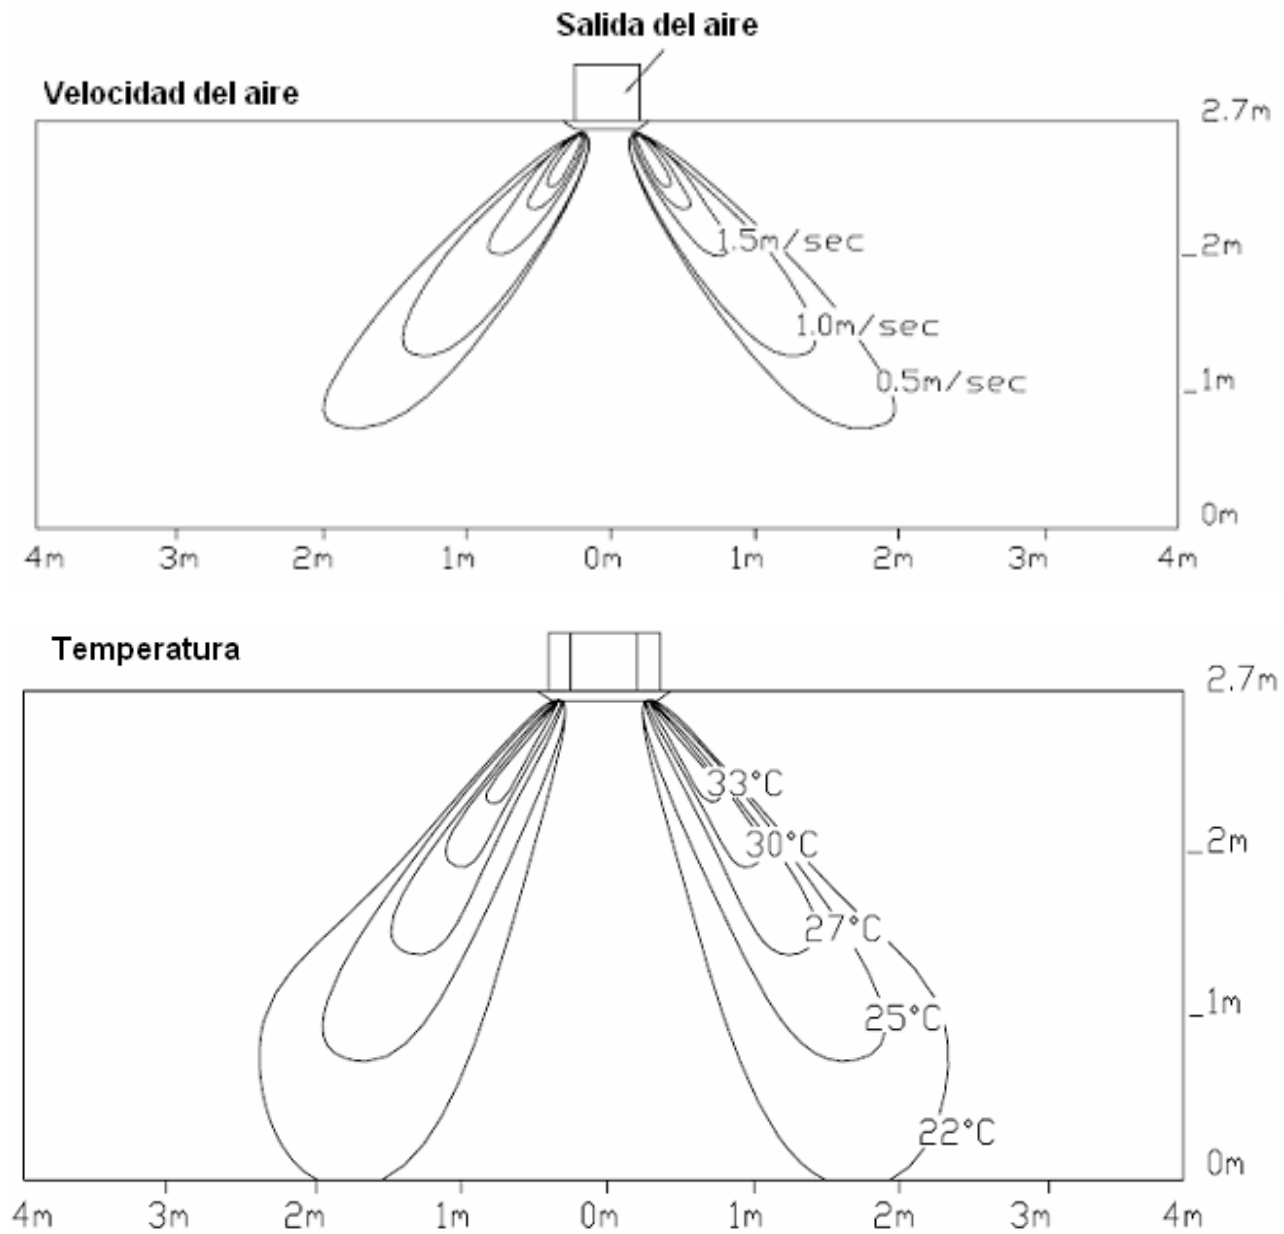 Salida del aire
Velocidad del aire
2.7m
1.5m/sec
2m
1.0m/sec
0.5m/sec
1m
0m
4m 3m 2m 1m 0m 1m 2m 3m 4m
Temperatura
2.7m
33°C
30°C
2m
27°C
25°C
1m
22°C
0m
4m 3m 2m 1m 0m 1m 2m 3m 4m